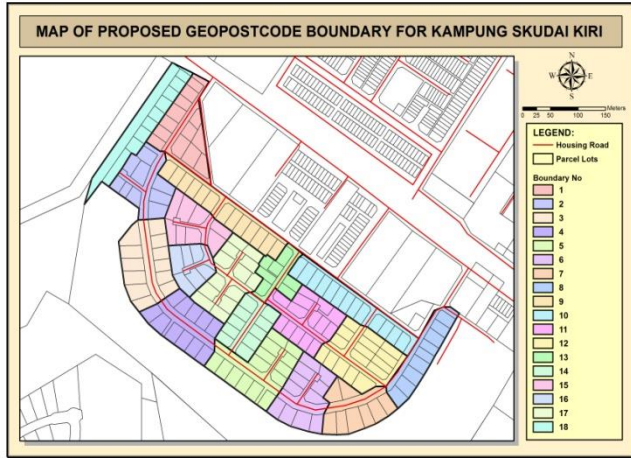 MAP OF PROPOSED GEOPOSTCODE BOUNDARY FOR KAMPUNG SKUDAI KIRI
N
W E
S
Meters
0 25 50 100 150
LEGEND:
Housing Road
Parcel Lots
Boundary No
1
2
3
4
5
6
7
8
9
10
11
12
13
14
15
16
17
18